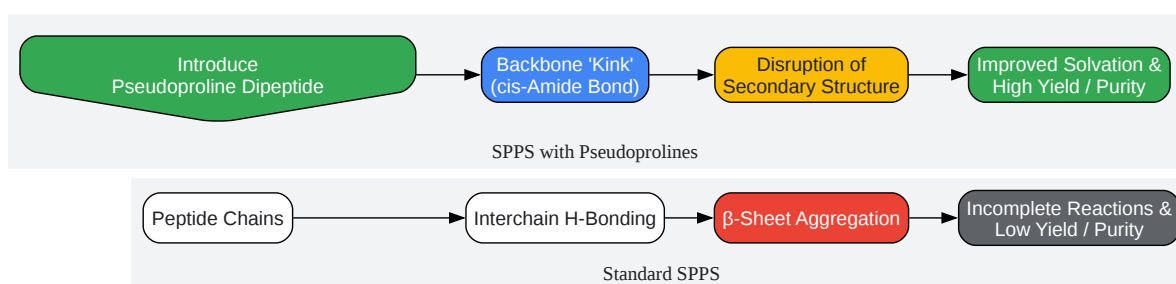 Introduce
Pseudoproline Dipeptide
Backbone 'Kink'
(cis-Amide Bond)
Disruption of
Secondary Structure
Improved Solvation &
High Yield / Purity
SPPS with Pseudoprolines
Peptide Chains
Interchain H-Bonding
β-Sheet Aggregation
Incomplete Reactions &
Low Yield / Purity
Standard SPPS